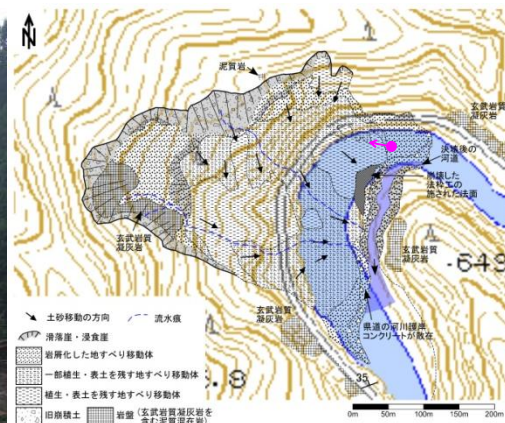 N
泥質岩
玄武岩質
凝灰岩
決壊後の
河道
崩壊した
法枠工の
施された法面
玄武岩質
凝灰岩
玄武岩質
凝灰岩
-649
玄武岩質
凝灰岩
県道の河川護岸
コンクリートが散在
35
土砂移動の方向
流水痕
滑落崖・浸食崖
岩屑化した地すべり移動体
一部植生・表土を残す地すべり移動体
植生・表土を残す地すべり移動体
旧崩積土
岩盤（玄武岩質凝灰岩を
含む泥質混在岩）
8
0m 50m 100m 150m 200m